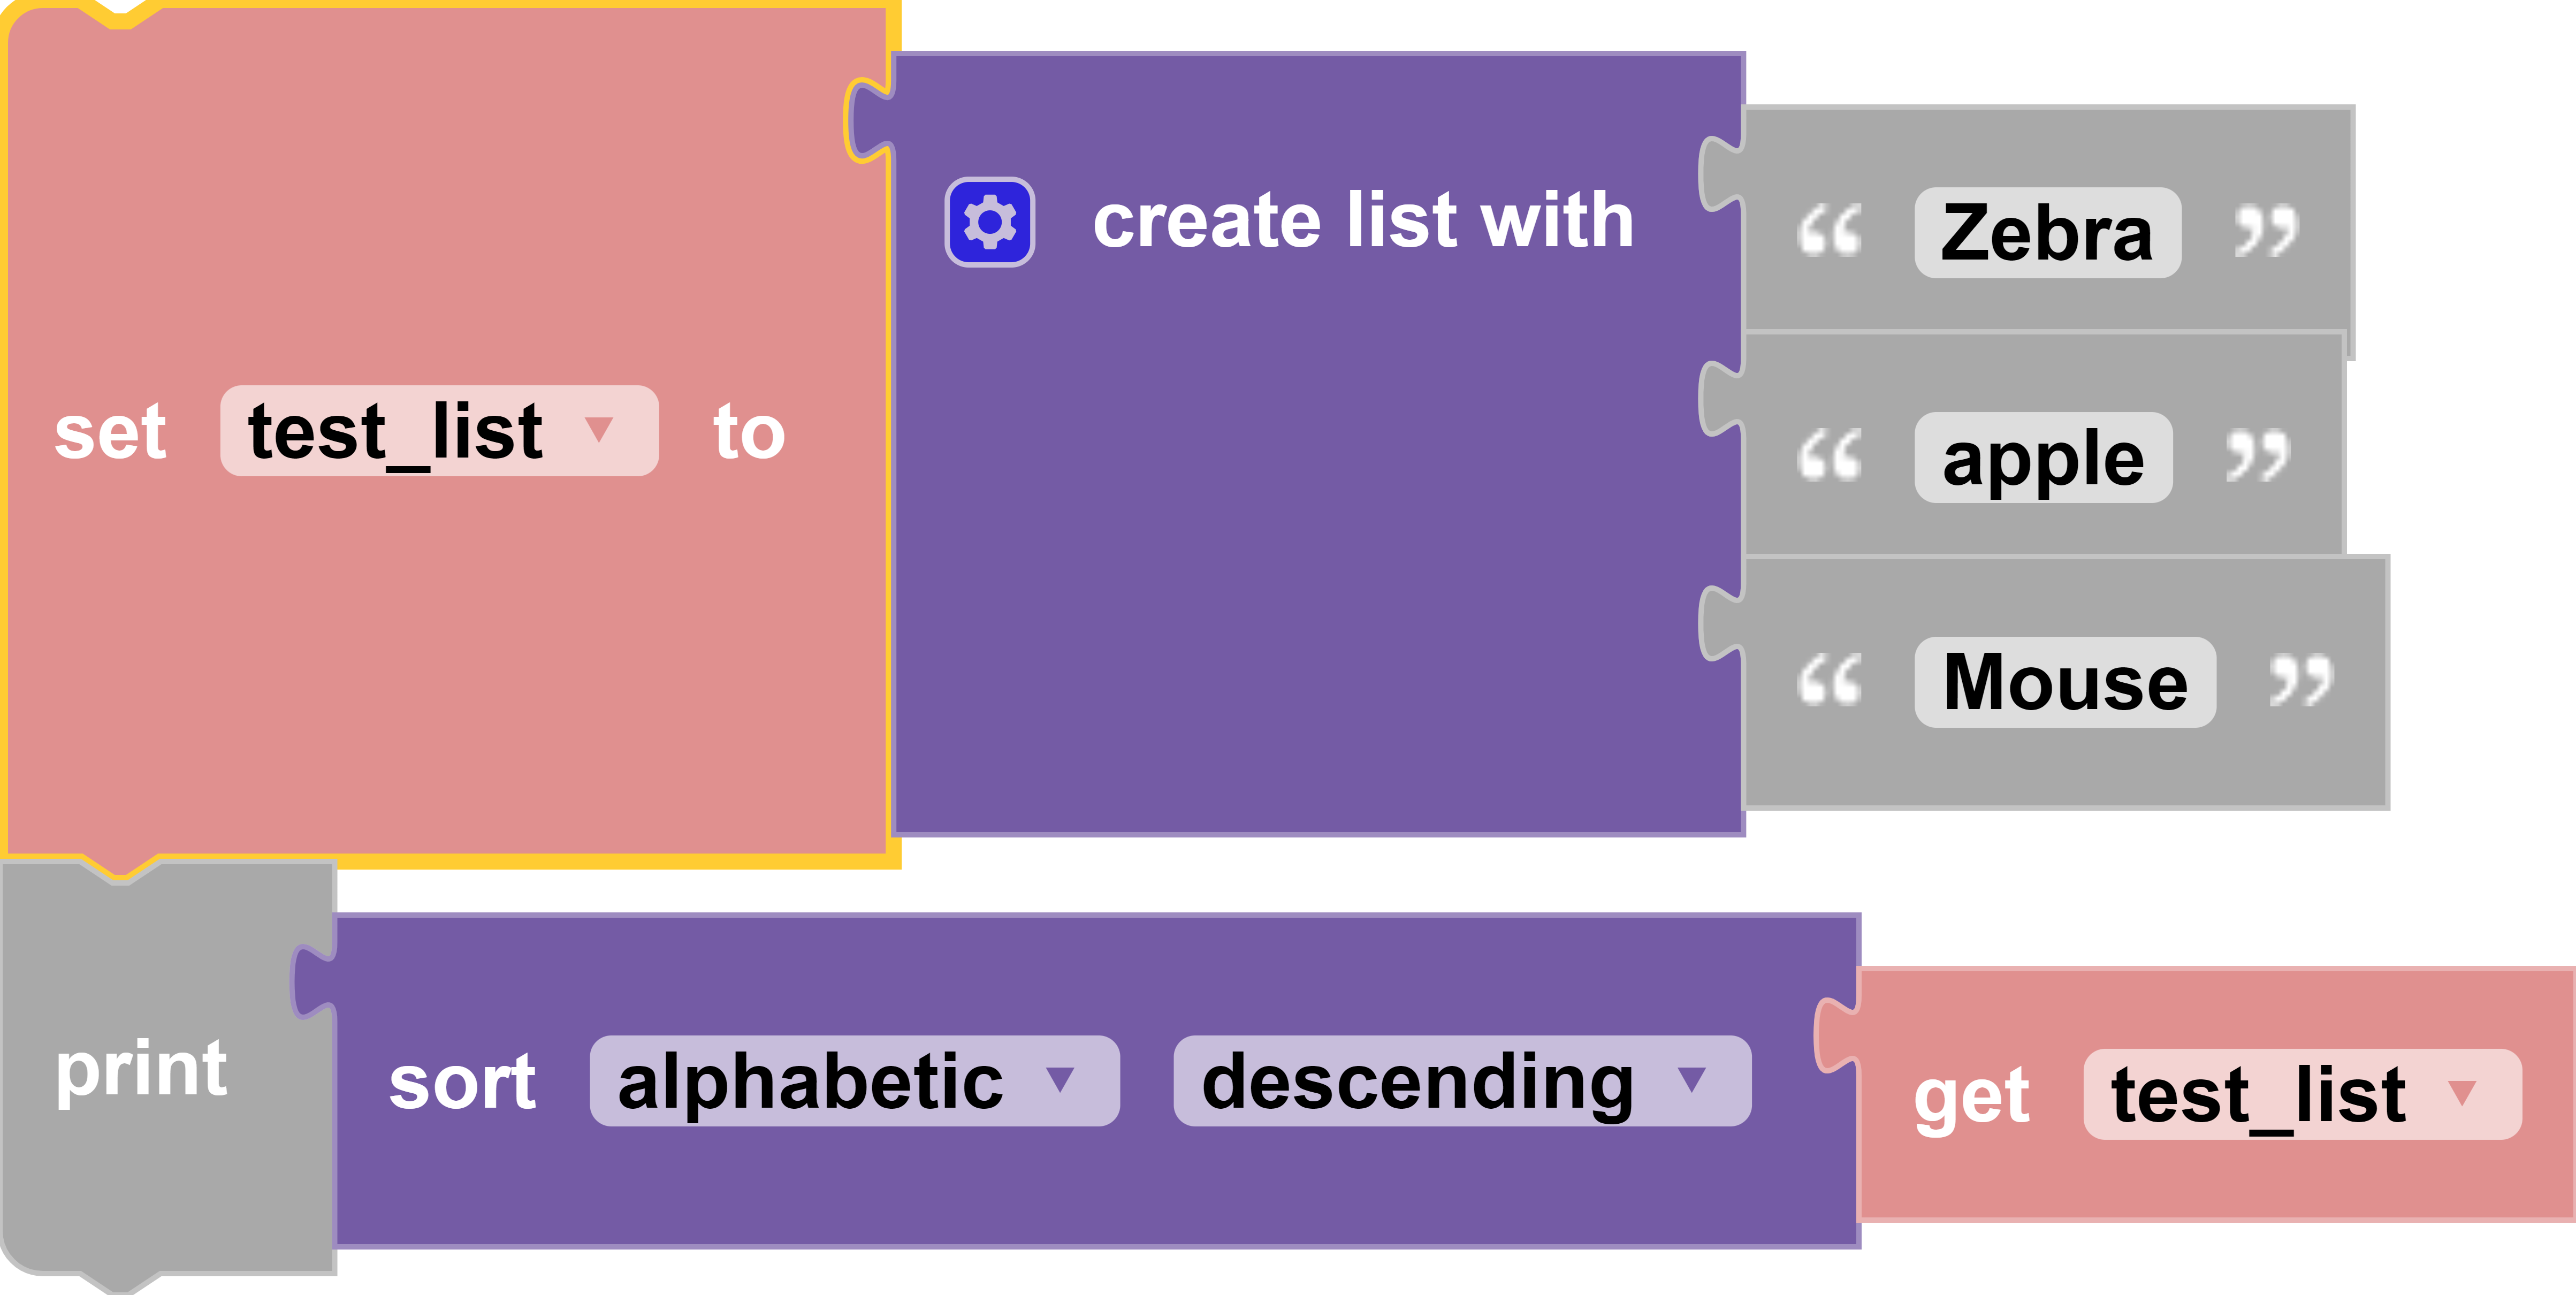 create list with “ Zebra ”
set test_list ▼ to “ apple ”
“ Mouse ”
print sort alphabetic ▼ descending ▼ get test_list ▼